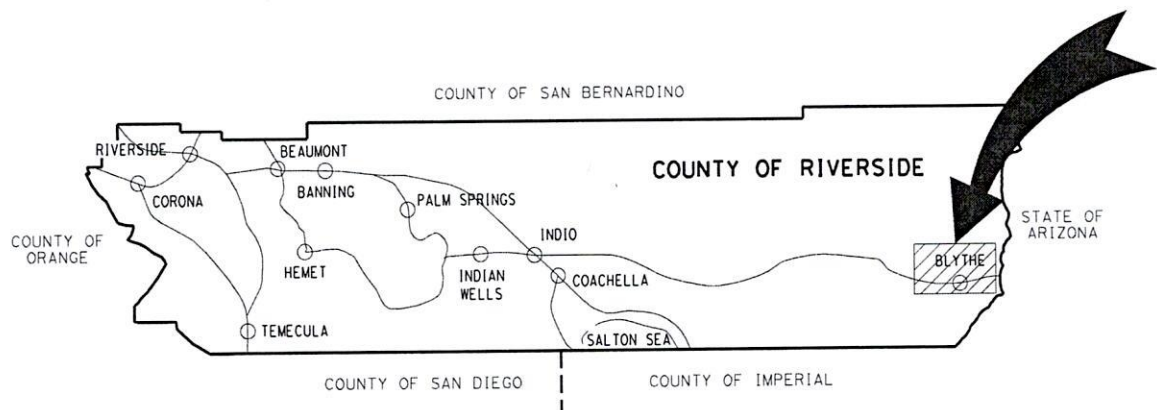 COUNTY OF SAN BERNARDINO
RIVERSIDE
BEAUMONT
COUNTY OF RIVERSIDE
BANNING
CORONA
PALM SPRINGS
STATE OF
ARIZONA
COUNTY OF
ORANGE
INDIO
BLYTHE
HEMET
INDIAN
WELLS
COACHELLA
TEMECULA
SALTON SEA
COUNTY OF SAN DIEGO
COUNTY OF IMPERIAL